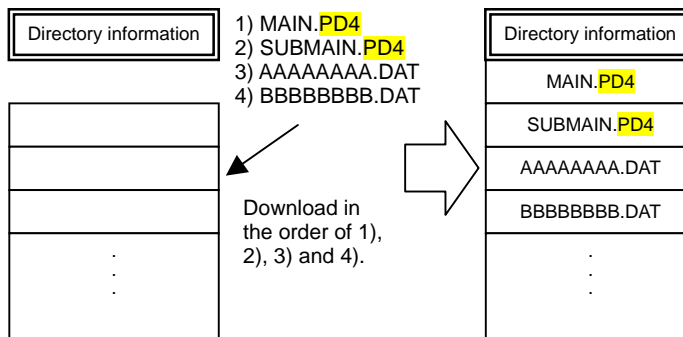 Directory information
1) MAIN.PD4
2) SUBMAIN.PD4
3) AAAAAAAA.DAT
4) BBBBBBBB.DAT
Download in
the order of 1),
2), 3) and 4).
.
.
.
Directory information
MAIN.PD4
SUBMAIN.PD4
AAAAAAAA.DAT
BBBBBBBB.DAT
.
.
.